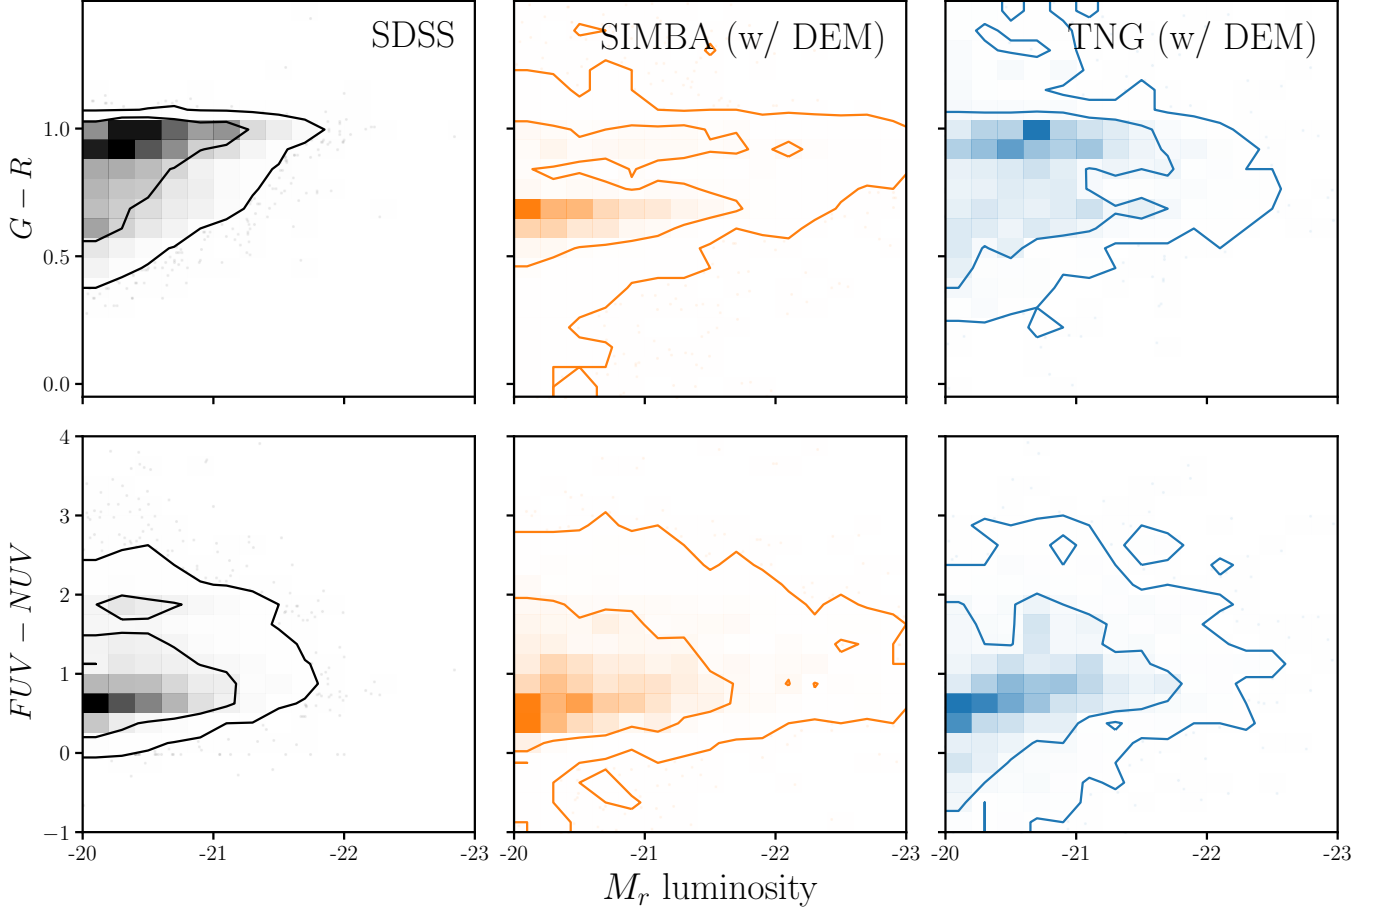 SDSS
SIMBA (w/ DEM)
TNG (w/ DEM)
G − R
1.0
0.5
0.0
FUV − NUV
4
3
2
1
0
−1
-20 -21 -22 -23
-20 -21 -22 -23
-20 -21 -22 -23
M_r luminosity